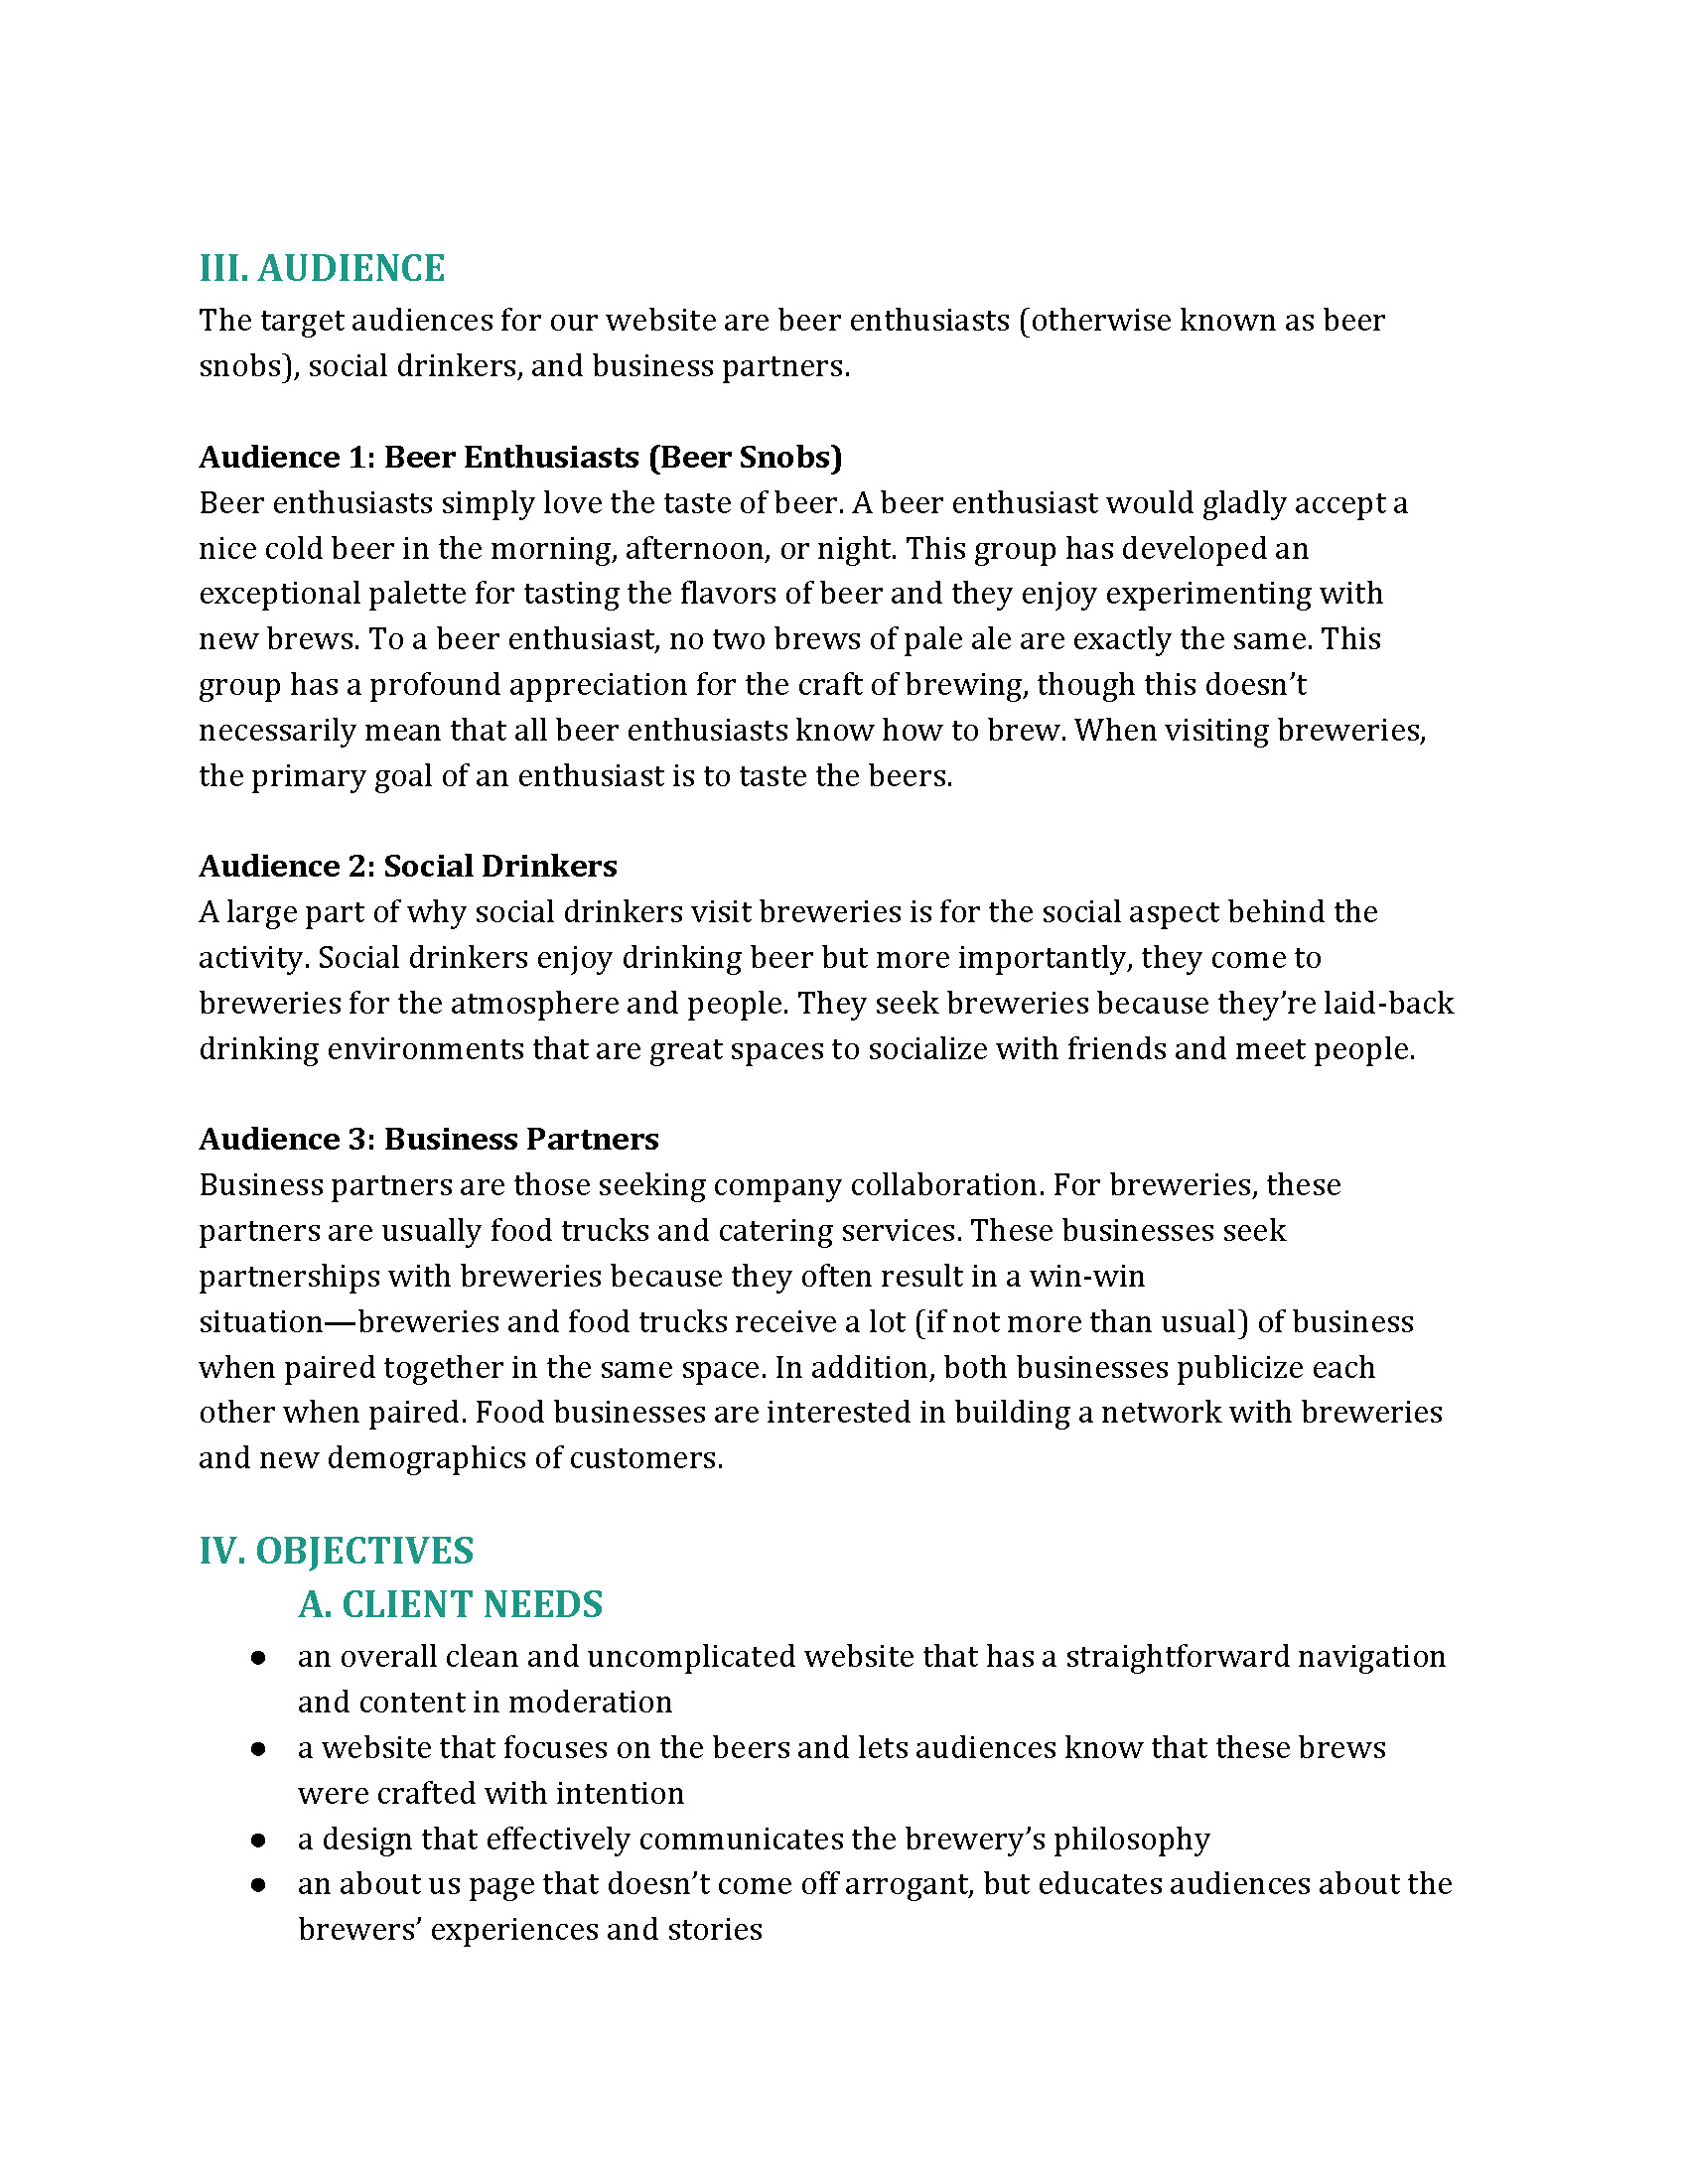 III. AUDIENCE
The target audiences for our website are beer enthusiasts (otherwise known as beer
snobs), social drinkers, and business partners.
Audience 1: Beer Enthusiasts (Beer Snobs)
Beer enthusiasts simply love the taste of beer. A beer enthusiast would gladly accept a
nice cold beer in the morning, afternoon, or night. This group has developed an
exceptional palette for tasting the flavors of beer and they enjoy experimenting with
new brews. To a beer enthusiast, no two brews of pale ale are exactly the same. This
group has a profound appreciation for the craft of brewing, though this doesn’t
necessarily mean that all beer enthusiasts know how to brew. When visiting breweries,
the primary goal of an enthusiast is to taste the beers.
Audience 2: Social Drinkers
A large part of why social drinkers visit breweries is for the social aspect behind the
activity. Social drinkers enjoy drinking beer but more importantly, they come to
breweries for the atmosphere and people. They seek breweries because they’re laid-back
drinking environments that are great spaces to socialize with friends and meet people.
Audience 3: Business Partners
Business partners are those seeking company collaboration. For breweries, these
partners are usually food trucks and catering services. These businesses seek
partnerships with breweries because they often result in a win-win
situation—breweries and food trucks receive a lot (if not more than usual) of business
when paired together in the same space. In addition, both businesses publicize each
other when paired. Food businesses are interested in building a network with breweries
and new demographics of customers.
IV. OBJECTIVES
A. CLIENT NEEDS
● an overall clean and uncomplicated website that has a straightforward navigation
and content in moderation
● a website that focuses on the beers and lets audiences know that these brews
were crafted with intention
● a design that effectively communicates the brewery’s philosophy
● an about us page that doesn’t come off arrogant, but educates audiences about the
brewers’ experiences and stories